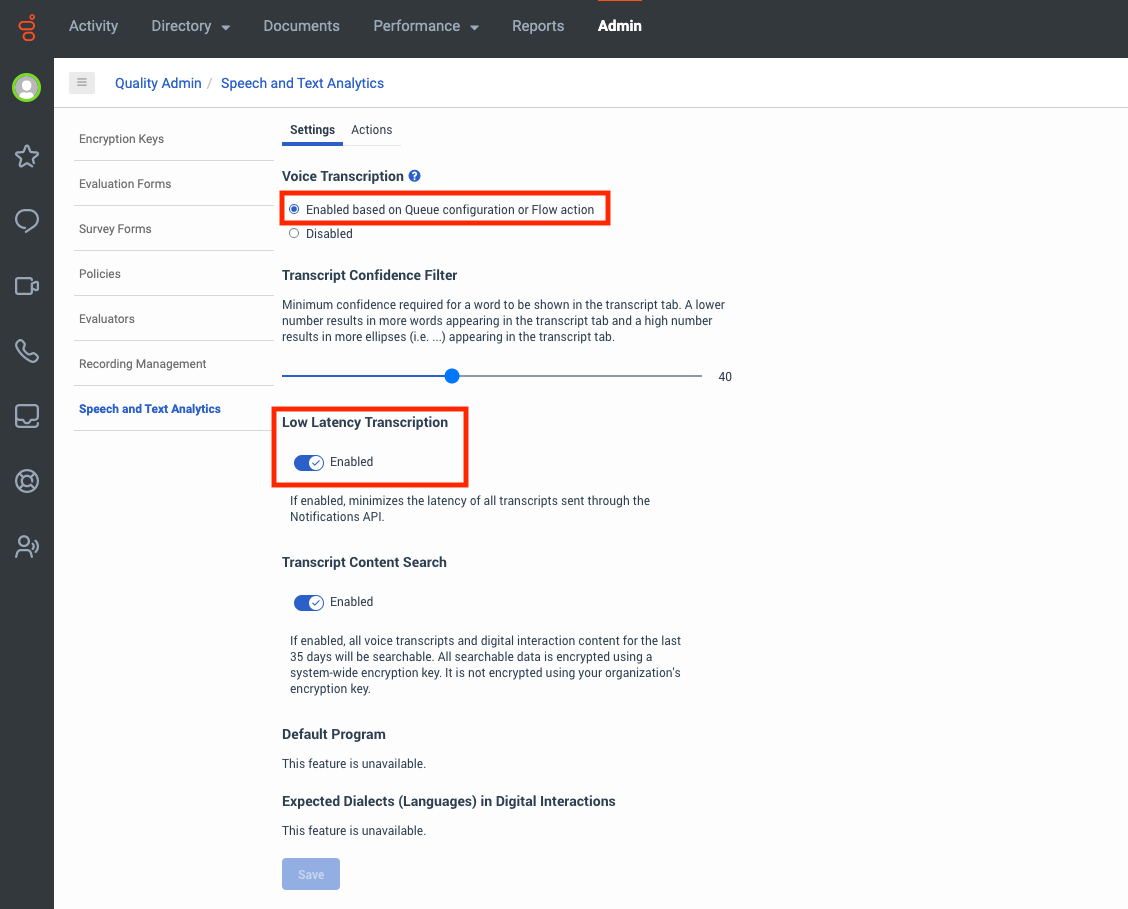 Activity Directory Documents Performance Reports Admin
Quality Admin / Speech and Text Analytics
Encryption Keys
Evaluation Forms
Survey Forms
Policies
Evaluators
Recording Management
Speech and Text Analytics
Settings Actions
Voice Transcription ?
Enabled based on Queue configuration or Flow action
Disabled
Transcript Confidence Filter
Minimum confidence required for a word to be shown in the transcript tab. A lower
number results in more words appearing in the transcript tab and a high number
results in more ellipses (i.e. ...) appearing in the transcript tab.
40
Low Latency Transcription
Enabled
If enabled, minimizes the latency of all transcripts sent through the
Notifications API.
Transcript Content Search
Enabled
If enabled, all voice transcripts and digital interaction content for the last
35 days will be searchable. All searchable data is encrypted using a
system-wide encryption key. It is not encrypted using your organization's
encryption key.
Default Program
This feature is unavailable.
Expected Dialects (Languages) in Digital Interactions
This feature is unavailable.
Save